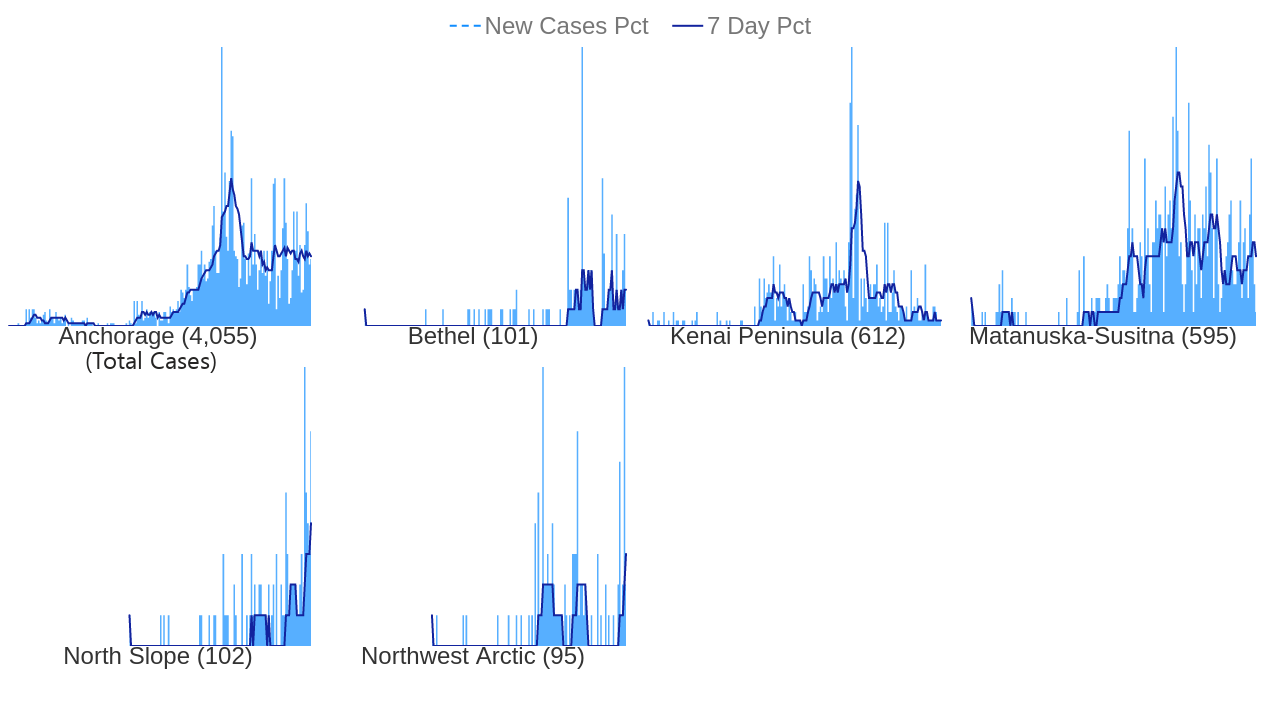 New Cases Pct 7 Day Pct
Anchorage (4,055) Bethel (101) Kenai Peninsula (612) Matanuska-Susitna (595)
(Total Cases)
North Slope (102) Northwest Arctic (95)